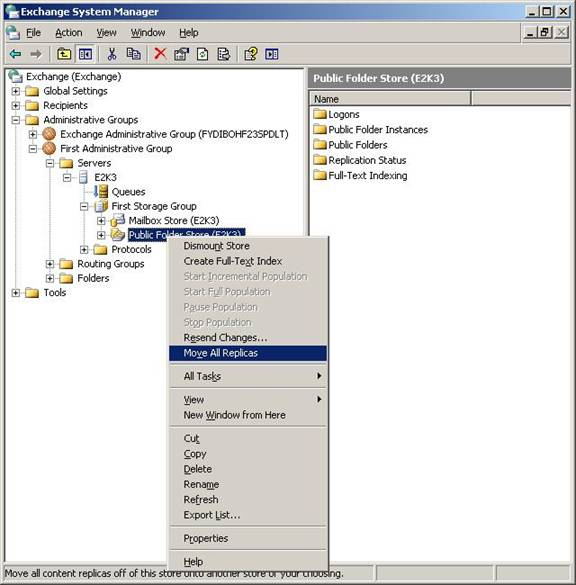 Exchange System Manager
File Action View Window Help
Exchange (Exchange)
Global Settings
Recipients
Administrative Groups
Exchange Administrative Group (FYDIBOHF23SPDLT)
First Administrative Group
Servers
E2K3
Queues
First Storage Group
Mailbox Store (E2K3)
Public Folder Store (E2K3)
Protocols
Routing Groups
Folders
Tools
Public Folder Store (E2K3)
Name
Logons
Public Folder Instances
Public Folders
Replication Status
Full-Text Indexing
Dismount Store
Create Full-Text Index
Start Incremental Population
Start Full Population
Pause Population
Stop Population
Resend Changes...
Move All Replicas
All Tasks
View
New Window from Here
Cut
Copy
Delete
Rename
Refresh
Export List...
Properties
Help
Move all content replicas off of this store onto another store of your choosing.